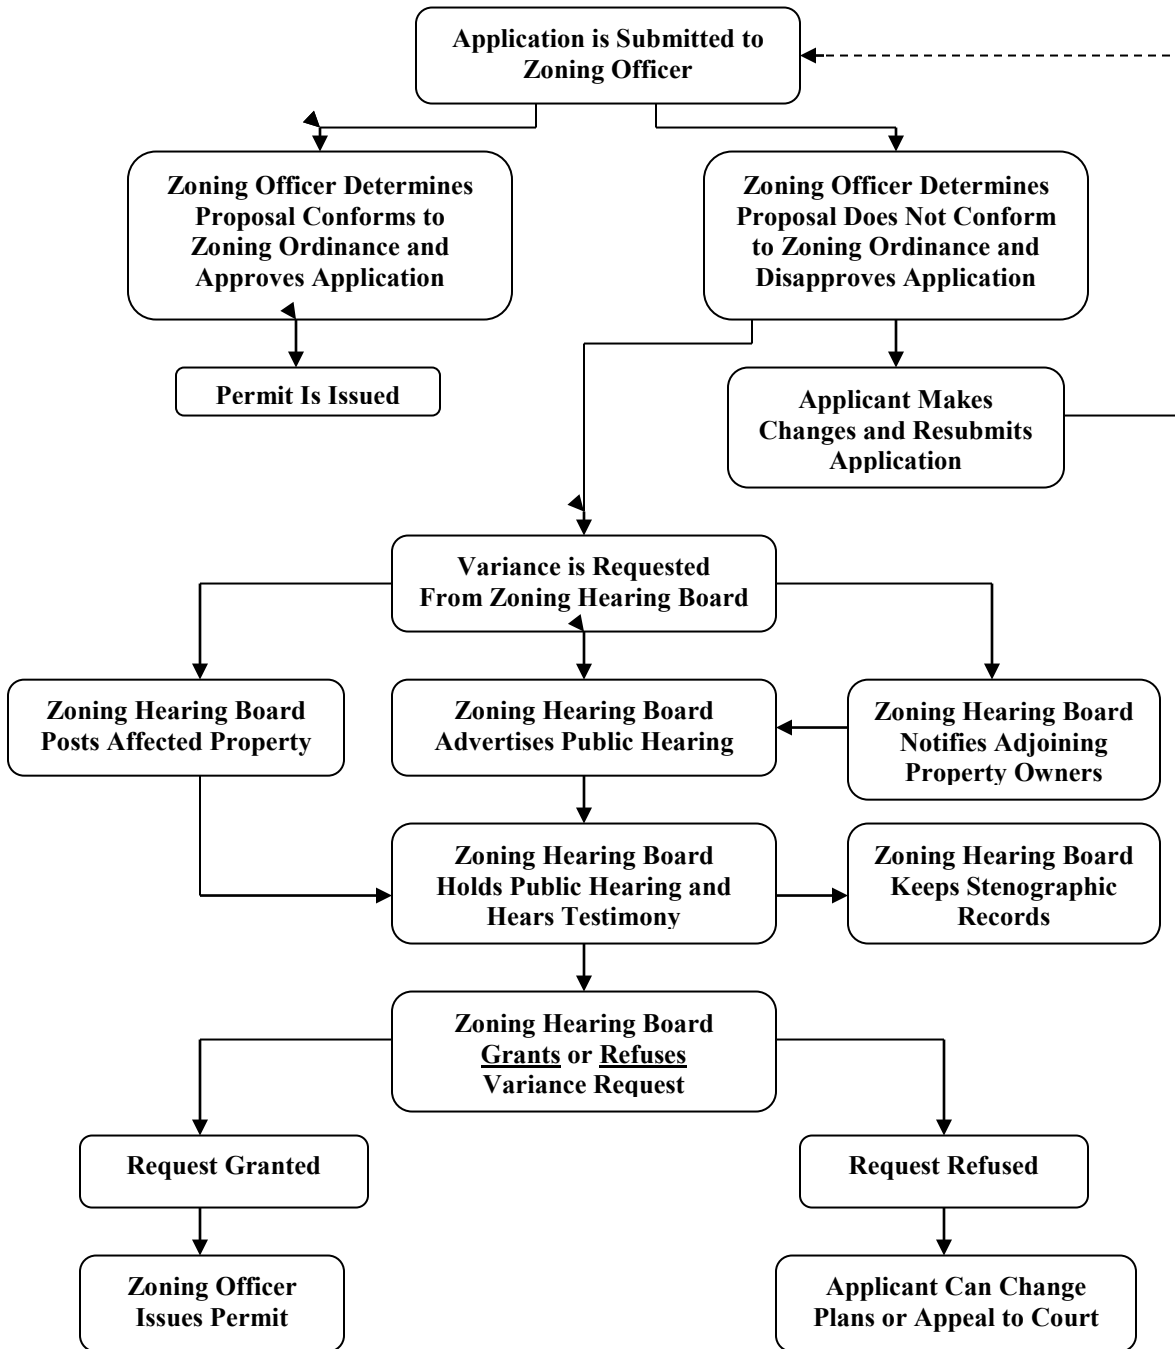 Application is Submitted to
Zoning Officer
Zoning Officer Determines
Proposal Conforms to
Zoning Ordinance and
Approves Application
Zoning Officer Determines
Proposal Does Not Conform
to Zoning Ordinance and
Disapproves Application
Permit Is Issued
Applicant Makes
Changes and Resubmits
Application
Variance is Requested
From Zoning Hearing Board
Zoning Hearing Board
Posts Affected Property
Zoning Hearing Board
Advertises Public Hearing
Zoning Hearing Board
Notifies Adjoining
Property Owners
Zoning Hearing Board
Holds Public Hearing and
Hears Testimony
Zoning Hearing Board
Keeps Stenographic
Records
Zoning Hearing Board
Grants or Refuses
Variance Request
Request Granted
Request Refused
Zoning Officer
Issues Permit
Applicant Can Change
Plans or Appeal to Court